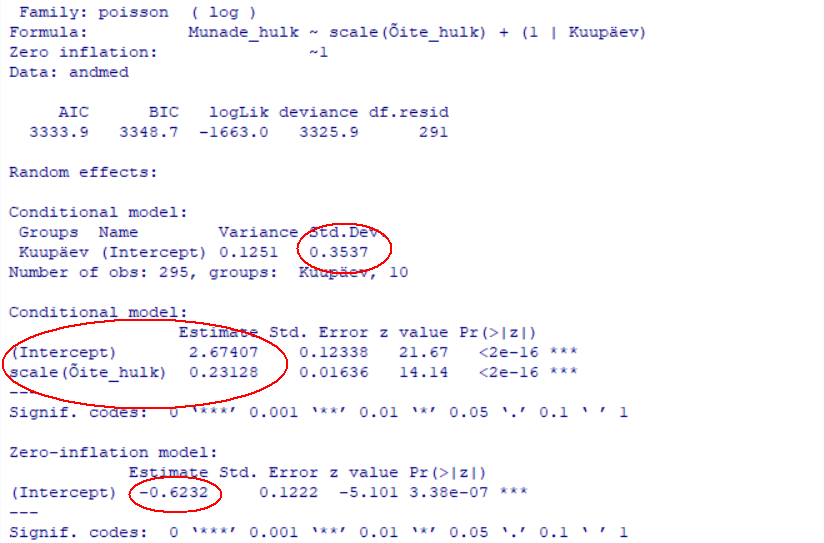 Family: poisson  ( log )
Formula:          Munade_hulk ~ scale(Õite_hulk) + (1 | Kuupäev)
Zero inflation:               ~1
Data: andmed
AIC      BIC   logLik deviance df.resid
3333.9   3348.7  -1663.0   3325.9      291
Random effects:
Conditional model:
Groups  Name        Variance Std.Dev
Kuupäev (Intercept) 0.1251   0.3537
Number of obs: 295, groups:  Kuupäev, 10
Conditional model:
Estimate Std. Error z value Pr(>|z|)
(Intercept)       2.67407    0.12338   21.67   <2e-16 ***
scale(Õite_hulk)  0.23128    0.01636   14.14   <2e-16 ***
---
Signif. codes:  0 ‘***’ 0.001 ‘**’ 0.01 ‘*’ 0.05 ‘.’ 0.1 ‘ ’ 1
Zero-inflation model:
Estimate Std. Error z value Pr(>|z|)
(Intercept)  -0.6232     0.1222  -5.101 3.38e-07 ***
---
Signif. codes:  0 ‘***’ 0.001 ‘**’ 0.01 ‘*’ 0.05 ‘.’ 0.1 ‘ ’ 1